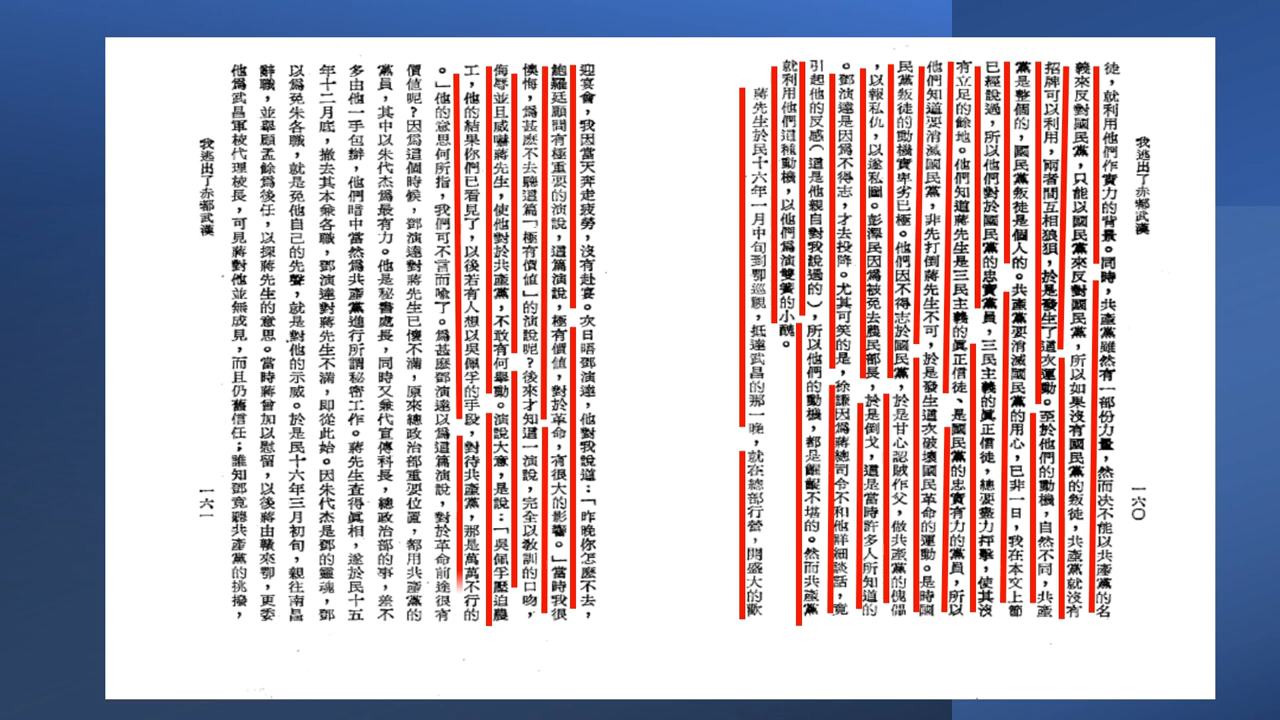 我逃出了赤都武漢
一六〇
徒，就利用他們作實力的背景。同時，共產黨雖然有一部份力量，然而決不能以共產黨的名
義來反對國民黨，只能以國民黨來反對國民黨，所以如果沒有國民黨的叛徒，共產黨就沒有
招牌可以利用，兩者間互相狼狽，於是發生了這次運動。至於他們的動機，自然不同，共產
黨是整個的，國民黨叛徒是個人的。共產黨要消滅國民黨的用心，已非一日，我在本文上節
已經說過，所以他們對於國民黨的忠實黨員，三民主義的眞正信徒，總要盡力抨擊，使其沒
有立足的餘地。他們知道蔣先生是三民主義的眞正信徒、是國民黨的忠實有力的黨員，所以
他們知道要消滅國民黨，非先打倒蔣先生不可，於是發生這次破壞國民革命的運動。是時國
民黨叛徒的動機實卑劣已極。他們因不得志於國民黨，於是甘心認賊作父，做共產黨的傀儡
，以報私仇，以遂私圖。彭澤民因爲被免去農民部長，於是倒戈，這是當時許多人所知道的
。鄧演達是因爲不得志，才去投降。尤其可笑的是，徐謙因爲蔣總司令不和他詳細談話，竟
引起他的反感（這是他親自對我說過的），所以他們的動機，都是齷齪不堪的。然而共產黨
就利用他們這種動機，以他們爲演雙簧的小醜。
蔣先生於民十六年一月中旬到鄂巡視，抵達武昌的那一晚，就在總部行營，開盛大的歡
迎宴會，我因當天奔走疲勞，沒有赴宴。次日晤鄧演達，他對我說道：「昨晚你怎麼不去，
鮑羅廷顧問有極重要的演說，這篇演說，極有價值，對於革命，有很大的影響。」當時我很
懊悔，爲甚麼不去聽這篇「極有價值」的演說呢？後來才知道一演說，完全以教訓的口吻，
侮辱並且威嚇蔣先生，使他對於共產黨，不敢有何舉動。演說大意，是說：「吳佩孚壓迫農
工，他的結果你們已看見了，以後若有人想以吳佩孚的手段，對待共產黨，那是萬萬不行的
。」他的意思何所指，我們可不言而喻了。爲甚麼鄧演達以爲這篇演說，對於革命前途很有
價值呢？因爲這個時候，鄧演達對蔣先生已懷不滿，原來總政治部重要位置，都用共產黨的
黨員，其中以朱代杰爲最有力。他是秘書處長，同時又兼代宣傳科長，總政治部的事，差不
多由他一手包辦，他們暗中當然爲共產黨進行所謂秘密工作。蔣先生查得眞相，遂於民十五
年十二月底，撤去其本兼各職，鄧演達對蔣先生不滿，即從此始。因朱代杰是鄧的靈魂，鄧
以爲免朱各職，就是免他自己的先聲，就是對他的示威。於是民十六年三月初旬，親往南昌
辭職，並舉顧孟餘爲後任，以探蔣先生的意思。當時蔣曾加以慰留，以後蔣由贛來鄂，更委
他爲武昌軍校代理校長，可見蔣對他並無成見，而且仍舊信任；誰知鄧竟聽共產黨的挑撥，
我逃出了赤都武漢
一六一